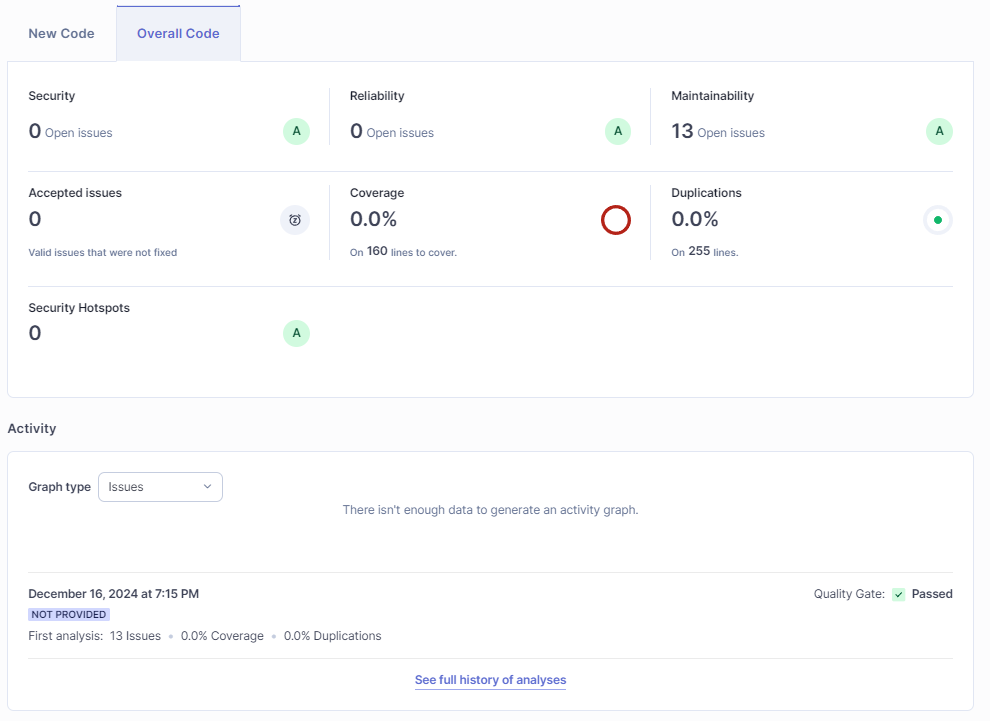 New Code
Overall Code
Security
0 Open issues
A
Reliability
0 Open issues
A
Maintainability
13 Open issues
A
Accepted issues
0
Valid issues that were not fixed
Coverage
0.0%
On 160 lines to cover.
Duplications
0.0%
On 255 lines.
Security Hotspots
0
A
Activity
Graph type
Issues
There isn't enough data to generate an activity graph.
December 16, 2024 at 7:15 PM
Quality Gate: Passed
NOT PROVIDED
First analysis: 13 Issues • 0.0% Coverage • 0.0% Duplications
See full history of analyses